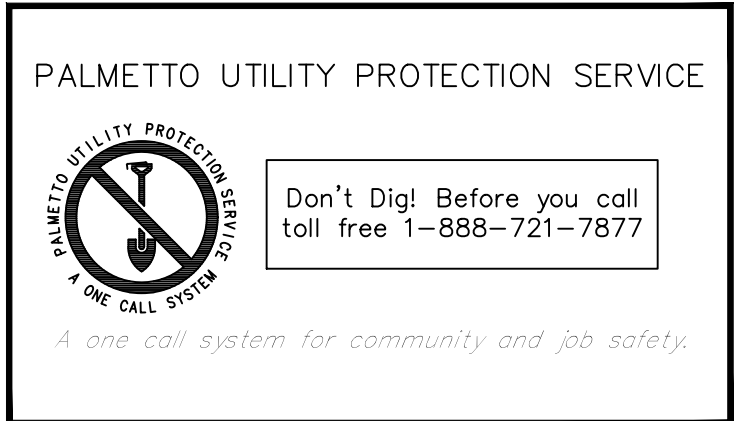 PALMETTO UTILITY PROTECTION SERVICE
PALMETTO UTILITY PROTECTION SERVICE
A ONE CALL SYSTEM
Don't Dig! Before you call
toll free 1-888-721-7877
A one call system for community and job safety.